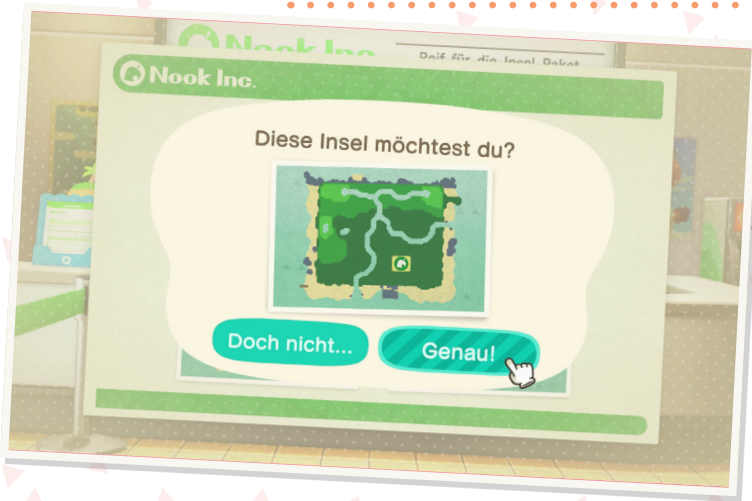 Nook Inc.
Reif für die Insel Paket
Nook Inc.
Diese Insel möchtest du?
Doch nicht...
Genau!